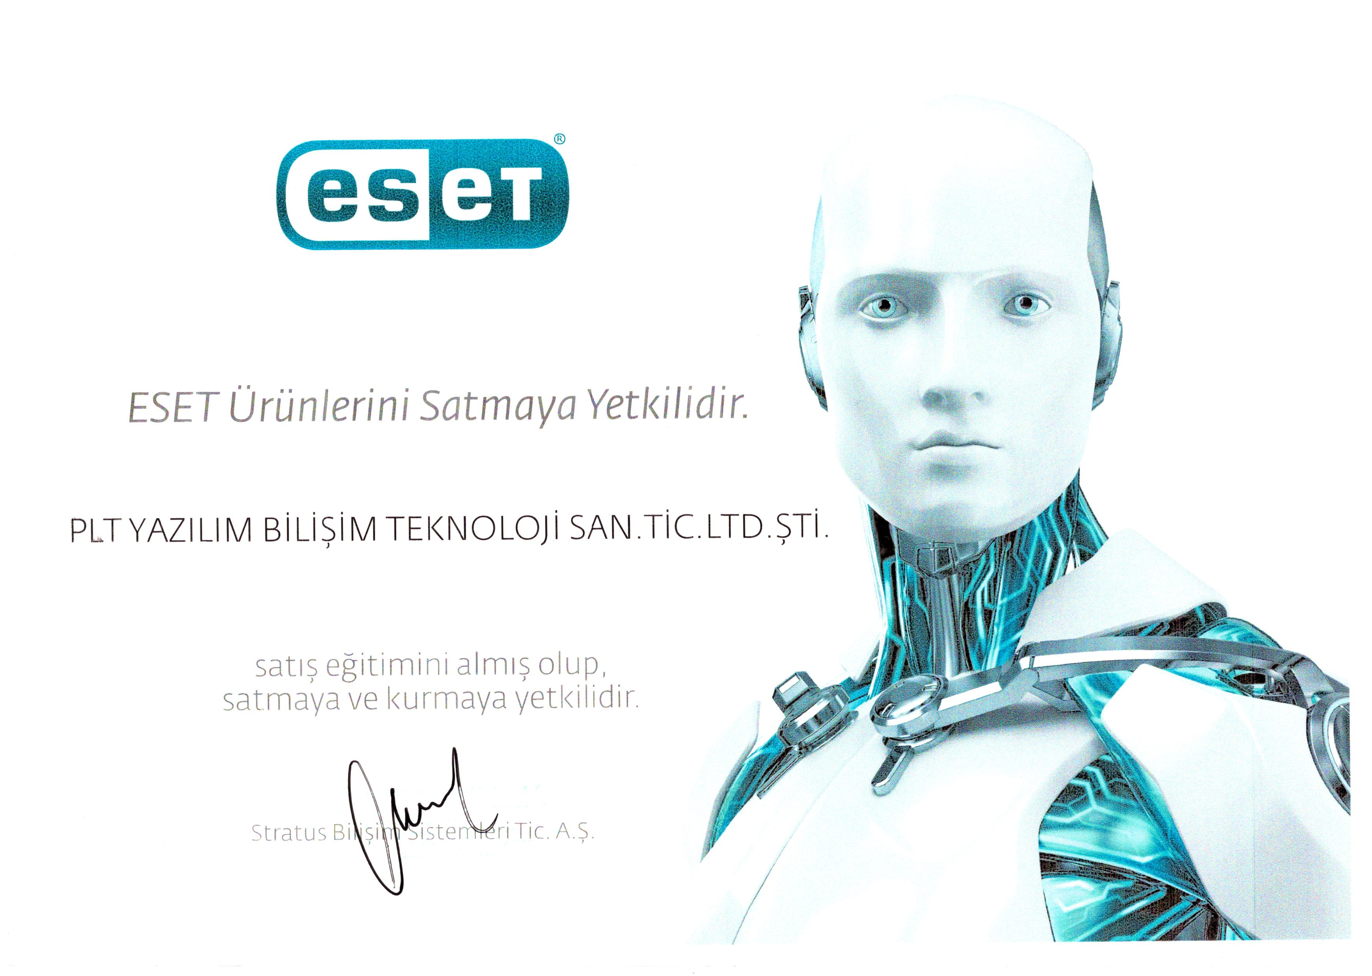 eset®
ESET Ürünlerini Satmaya Yetkilidir.
PLT YAZILIM BİLİŞİM TEKNOLOJİ SAN.TİC.LTD.ŞTİ.
satış eğitimini almış olup,
satmaya ve kurmaya yetkilidir.
Stratus Bilişim Sistemleri Tic. A.Ş.